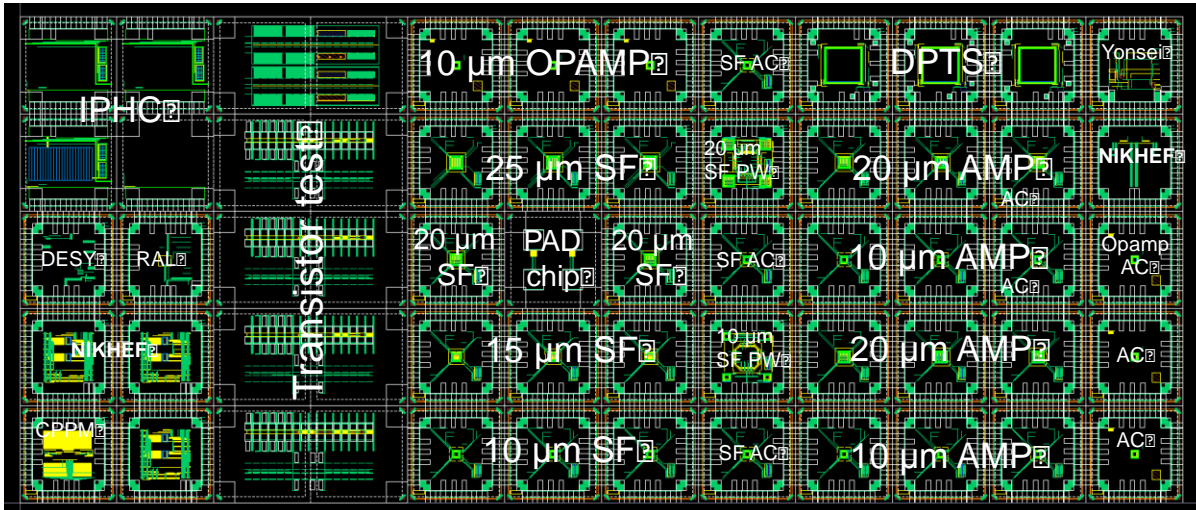 10 μm OPAMP
SF AC
DPTS
Yonsei
IPHC
Transistor test
25 μm SF
20 μm
SF PW
20 μm AMP
AC
NIKHEF
DESY
RAL
20 μm
SF
PAD
chip
20 μm
SF
SF AC
10 μm AMP
AC
Opamp
AC
NIKHEF
15 μm SF
10 μm
SF PW
20 μm AMP
AC
CPPM
10 μm SF
SF AC
10 μm AMP
AC